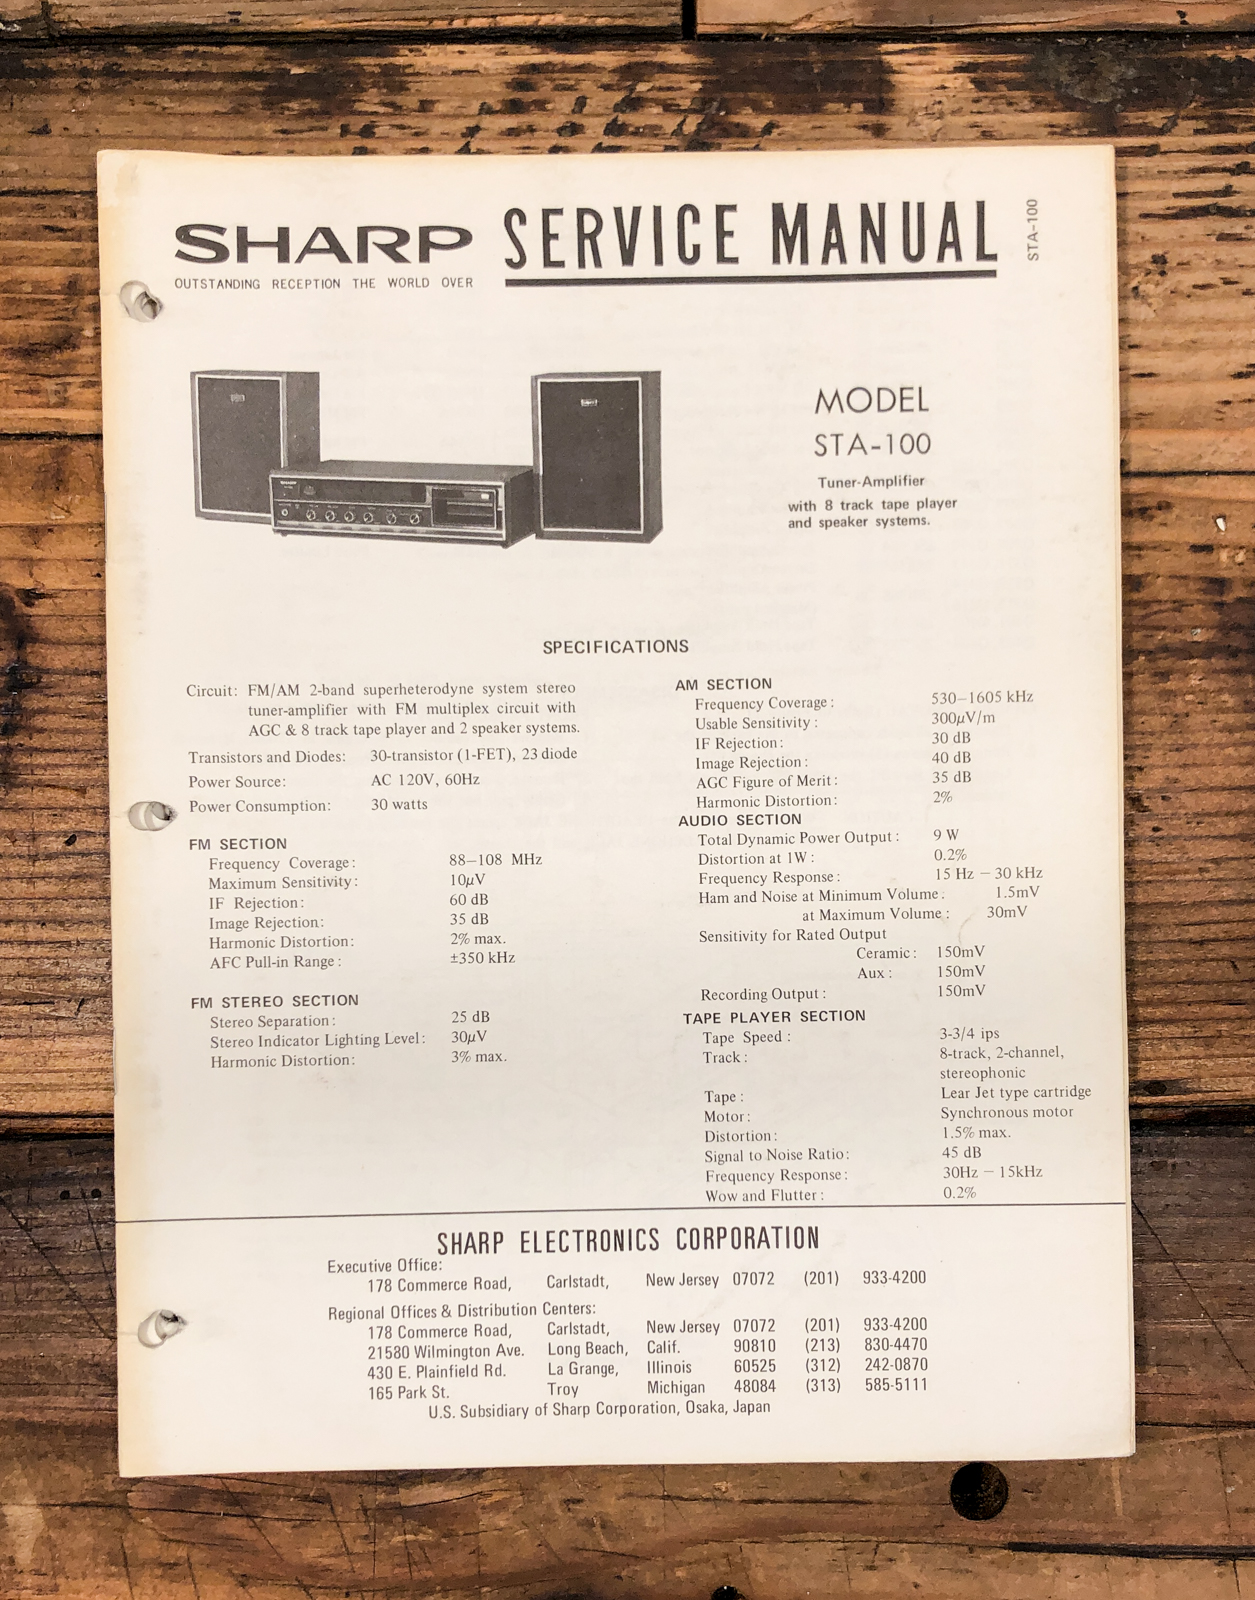 SHARP SERVICE MANUAL
OUTSTANDING RECEPTION THE WORLD OVER
STA-100
MODEL
STA-100
Tuner-Amplifier
with 8 track tape player
and speaker systems.
SPECIFICATIONS
Circuit: FM/AM 2-band superheterodyne system stereo
tuner-amplifier with FM multiplex circuit with
AGC & 8 track tape player and 2 speaker systems.
Transistors and Diodes: 30-transistor (1-FET), 23 diode
Power Source: AC 120V, 60Hz
Power Consumption: 30 watts
FM SECTION
Frequency Coverage: 88–108 MHz
Maximum Sensitivity: 10µV
IF Rejection: 60 dB
Image Rejection: 35 dB
Harmonic Distortion: 2% max.
AFC Pull-in Range: ±350 kHz
FM STEREO SECTION
Stereo Separation: 25 dB
Stereo Indicator Lighting Level: 30µV
Harmonic Distortion: 3% max.
AM SECTION
Frequency Coverage: 530–1605 kHz
Usable Sensitivity: 300µV/m
IF Rejection: 30 dB
Image Rejection: 40 dB
AGC Figure of Merit: 35 dB
Harmonic Distortion: 2%
AUDIO SECTION
Total Dynamic Power Output: 9 W
Distortion at 1W: 0.2%
Frequency Response: 15 Hz – 30 kHz
Ham and Noise at Minimum Volume: 1.5mV
at Maximum Volume: 30mV
Sensitivity for Rated Output
Ceramic: 150mV
Aux: 150mV
Recording Output: 150mV
TAPE PLAYER SECTION
Tape Speed: 3-3/4 ips
Track: 8-track, 2-channel,
stereophonic
Tape: Lear Jet type cartridge
Motor: Synchronous motor
Distortion: 1.5% max.
Signal to Noise Ratio: 45 dB
Frequency Response: 30Hz – 15kHz
Wow and Flutter: 0.2%
SHARP ELECTRONICS CORPORATION
Executive Office:
178 Commerce Road, Carlstadt, New Jersey 07072 (201) 933-4200
Regional Offices & Distribution Centers:
178 Commerce Road, Carlstadt, New Jersey 07072 (201) 933-4200
21580 Wilmington Ave. Long Beach, Calif. 90810 (213) 830-4470
430 E. Plainfield Rd. La Grange, Illinois 60525 (312) 242-0870
165 Park St. Troy Michigan 48084 (313) 585-5111
U.S. Subsidiary of Sharp Corporation, Osaka, Japan